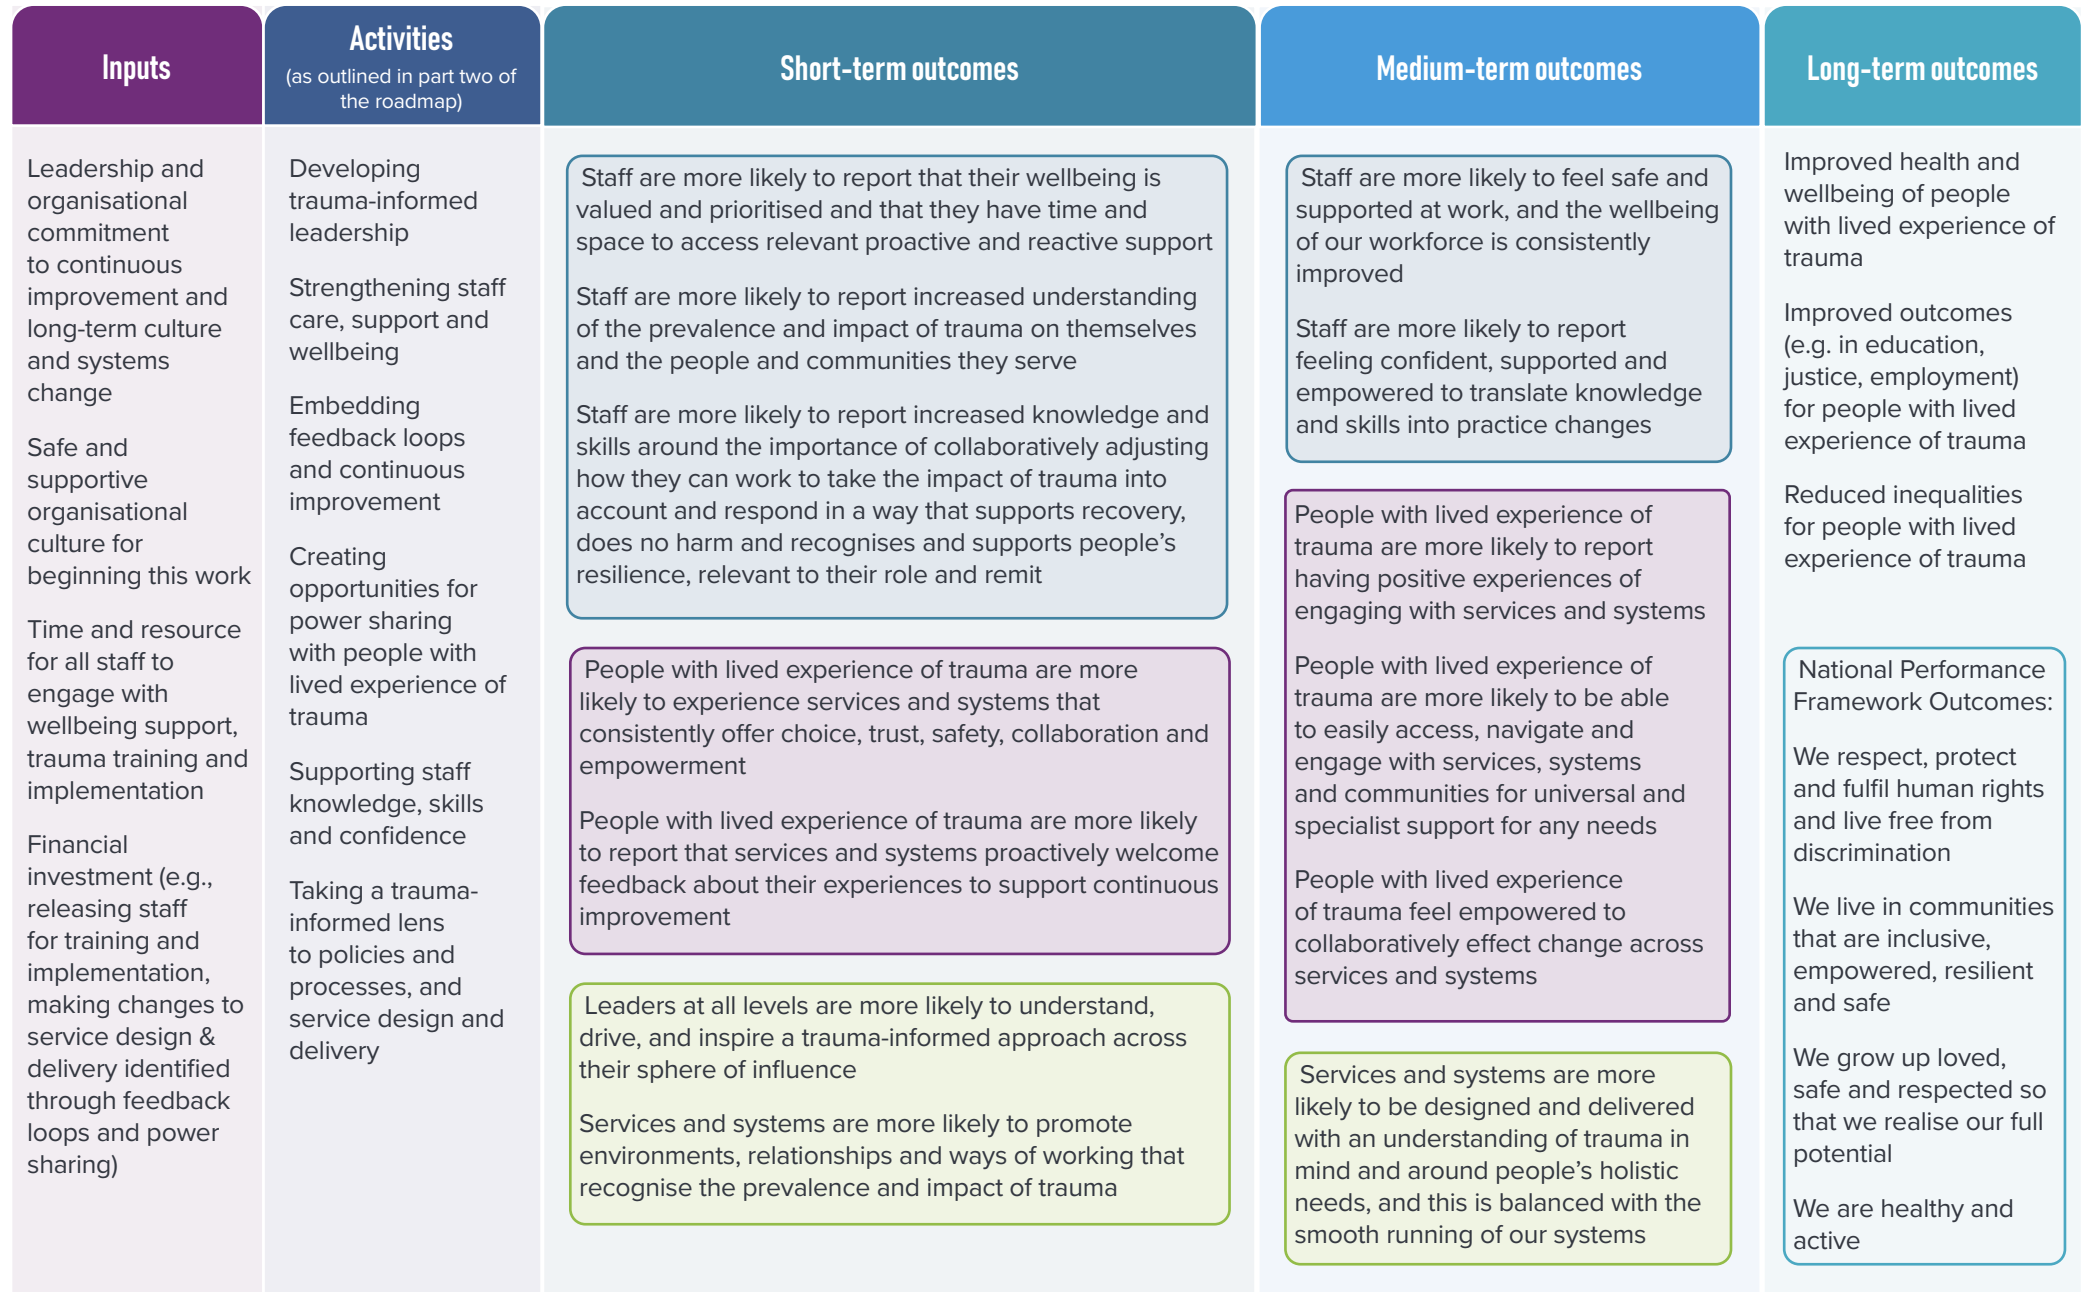 Inputs
Leadership and
organisational
commitment
to continuous
improvement and
long-term culture
and systems
change
Safe and
supportive
organisational
culture for
beginning this work
Time and resource
for all staff to
engage with
wellbeing support,
trauma training and
implementation
Financial
investment (e.g.,
releasing staff
for training and
implementation,
making changes to
service design &
delivery identified
through feedback
loops and power
sharing)
Activities
(as outlined in part two of
the roadmap)
Developing
trauma-informed
leadership
Strengthening staff
care, support and
wellbeing
Embedding
feedback loops
and continuous
improvement
Creating
opportunities for
power sharing
with people with
lived experience of
trauma
Supporting staff
knowledge, skills
and confidence
Taking a trauma-
informed lens
to policies and
processes, and
service design and
delivery
Short-term outcomes
Staff are more likely to report that their wellbeing is
valued and prioritised and that they have time and
space to access relevant proactive and reactive support
Staff are more likely to report increased understanding
of the prevalence and impact of trauma on themselves
and the people and communities they serve
Staff are more likely to report increased knowledge and
skills around the importance of collaboratively adjusting
how they can work to take the impact of trauma into
account and respond in a way that supports recovery,
does no harm and recognises and supports people’s
resilience, relevant to their role and remit
People with lived experience of trauma are more
likely to experience services and systems that
consistently offer choice, trust, safety, collaboration and
empowerment
People with lived experience of trauma are more likely
to report that services and systems proactively welcome
feedback about their experiences to support continuous
improvement
Leaders at all levels are more likely to understand,
drive, and inspire a trauma-informed approach across
their sphere of influence
Services and systems are more likely to promote
environments, relationships and ways of working that
recognise the prevalence and impact of trauma
Medium-term outcomes
Staff are more likely to feel safe and
supported at work, and the wellbeing
of our workforce is consistently
improved
Staff are more likely to report
feeling confident, supported and
empowered to translate knowledge
and skills into practice changes
People with lived experience of
trauma are more likely to report
having positive experiences of
engaging with services and systems
People with lived experience of
trauma are more likely to be able
to easily access, navigate and
engage with services, systems
and communities for universal and
specialist support for any needs
People with lived experience
of trauma feel empowered to
collaboratively effect change across
services and systems
Services and systems are more
likely to be designed and delivered
with an understanding of trauma in
mind and around people’s holistic
needs, and this is balanced with the
smooth running of our systems
Long-term outcomes
Improved health and
wellbeing of people
with lived experience of
trauma
Improved outcomes
(e.g. in education,
justice, employment)
for people with lived
experience of trauma
Reduced inequalities
for people with lived
experience of trauma
National Performance
Framework Outcomes:
We respect, protect
and fulfil human rights
and live free from
discrimination
We live in communities
that are inclusive,
empowered, resilient
and safe
We grow up loved,
safe and respected so
that we realise our full
potential
We are healthy and
active